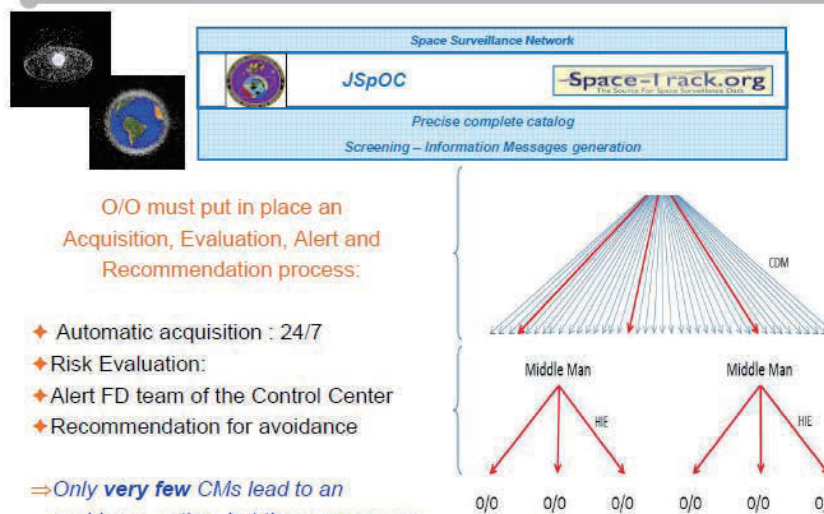 Space Surveillance Network
JSpOC
Space-Track.org
The Source For Space Surveillance Data
Precise complete catalog
Screening – Information Messages generation
O/O must put in place an
Acquisition, Evaluation, Alert and
Recommendation process:
✦ Automatic acquisition : 24/7
✦Risk Evaluation:
✦Alert FD team of the Control Center
✦Recommendation for avoidance
⇒Only very few CMs lead to an
CDM
Middle Man
Middle Man
HIE
HIE
O/O O/O O/O O/O O/O